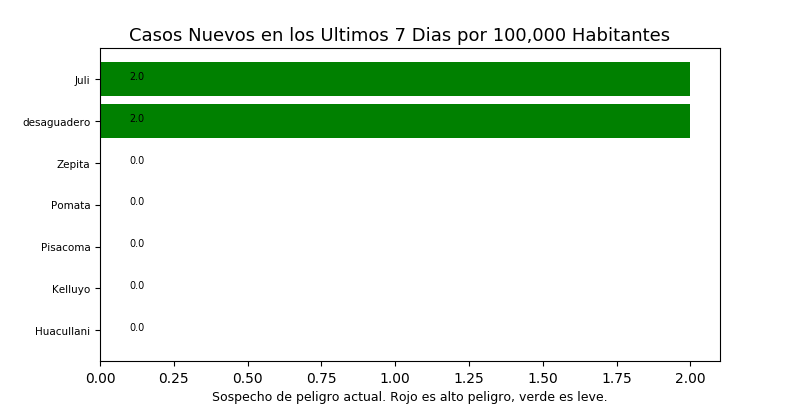 Casos Nuevos en los Ultimos 7 Dias por 100,000 Habitantes
Juli 2.0
desaguadero 2.0
Zepita 0.0
Pomata 0.0
Pisacoma 0.0
Kelluyo 0.0
Huacullani 0.0
0.00 0.25 0.50 0.75 1.00 1.25 1.50 1.75 2.00
Sospecho de peligro actual. Rojo es alto peligro, verde es leve.